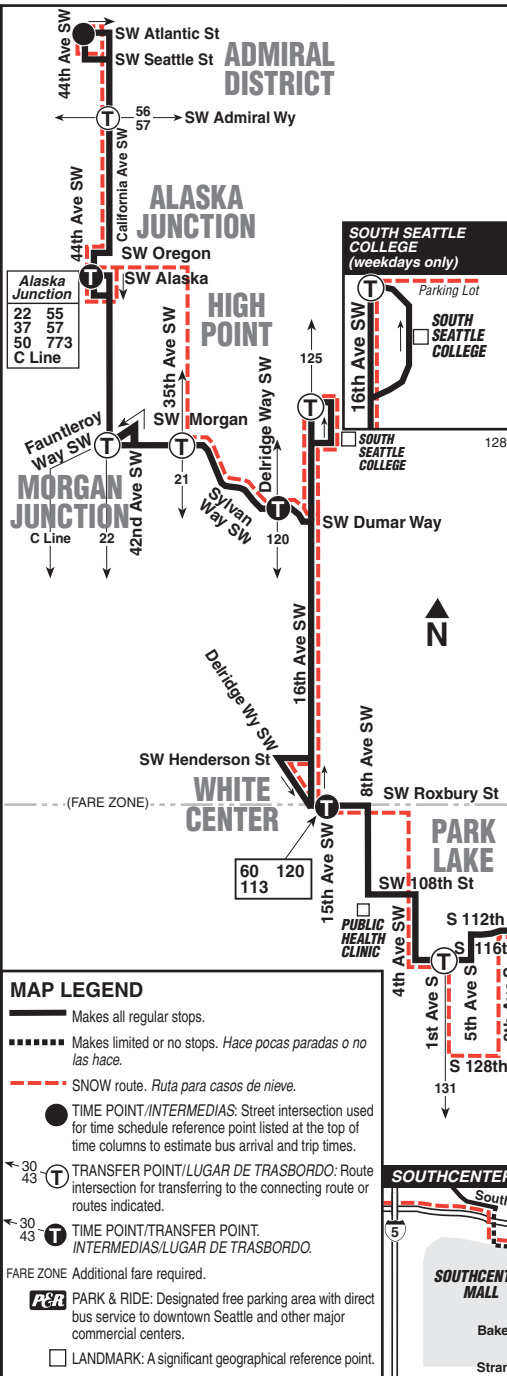 44th Ave SW
SW Atlantic St
SW Seattle St
ADMIRAL
DISTRICT
T
56
57
SW Admiral Wy
44th Ave SW
California Ave SW
ALASKA
JUNCTION
SW Oregon
T
SW Alaska
Alaska
Junction
22 55
37 57
50 773
C Line
HIGH
POINT
35th Ave SW
SOUTH SEATTLE
COLLEGE
(weekdays only)
T
Parking Lot
16th Ave SW
SOUTH
SEATTLE
COLLEGE
128
125
T
SOUTH
SEATTLE
COLLEGE
Delridge Way SW
Fauntleroy
Way SW
SW Morgan
T
T
MORGAN
JUNCTION
42nd Ave SW
21
Sylvan
Way SW
T
120
SW Dumar Way
C Line
22
N
16th Ave SW
Delridge Wy SW
SW Henderson St
8th Ave SW
WHITE
CENTER
(FARE ZONE)
T
SW Roxbury St
15th Ave SW
60 120
113
PARK
LAKE
SW 108th St
PUBLIC
HEALTH
CLINIC
4th Ave SW
S 112th
S 116t
T
1st Ave S
5th Ave S
S 128th
131
MAP LEGEND
Makes all regular stops.
Makes limited or no stops. Hace pocas paradas o no
las hace.
SNOW route. Ruta para casos de nieve.
TIME POINT/INTERMEDIAS: Street intersection used
for time schedule reference point listed at the top of
time columns to estimate bus arrival and trip times.
30
43
T
TRANSFER POINT/LUGAR DE TRASBORDO: Route
intersection for transferring to the connecting route or
routes indicated.
30
43
T
TIME POINT/TRANSFER POINT.
INTERMEDIAS/LUGAR DE TRASBORDO.
FARE ZONE Additional fare required.
P&R PARK & RIDE: Designated free parking area with direct
bus service to downtown Seattle and other major
commercial centers.
LANDMARK: A significant geographical reference point.
SOUTHCENTER
South
5
SOUTHCENT
MALL
Bake
Stran